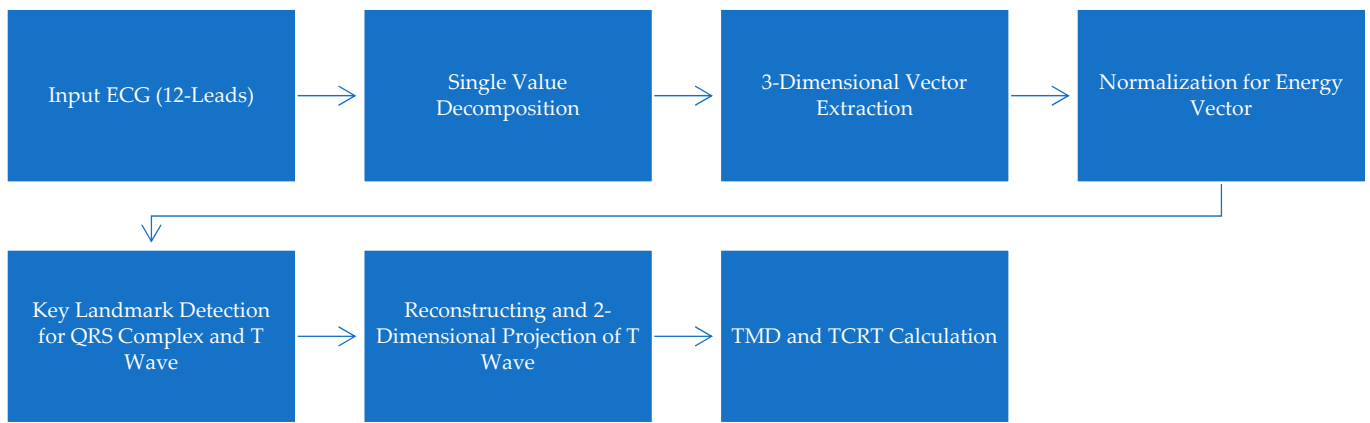 Input ECG (12-Leads)
Single Value
Decomposition
3-Dimensional Vector
Extraction
Normalization for Energy
Vector
Key Landmark Detection
for QRS Complex and T
Wave
Reconstructing and 2-
Dimensional Projection of T
Wave
TMD and TCRT Calculation